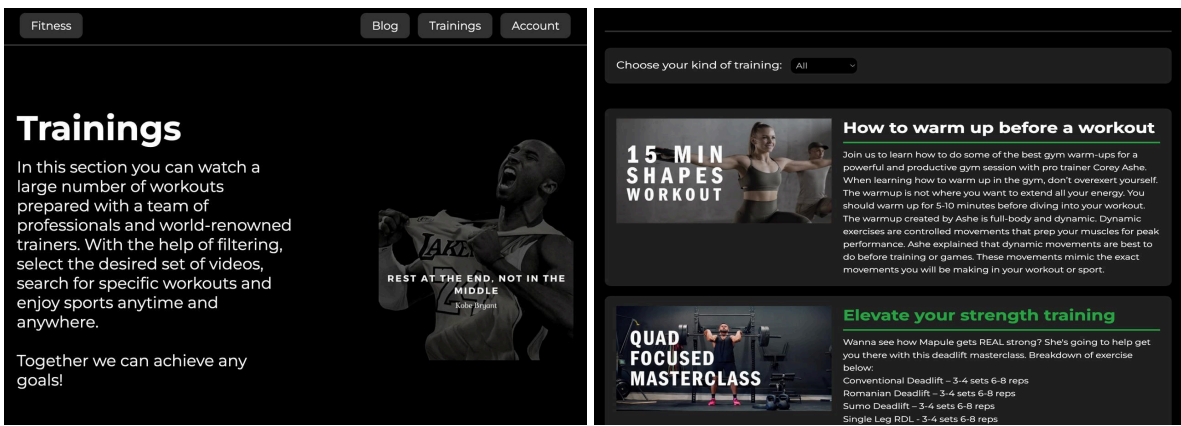 Fitness
Blog
Trainings
Account
Trainings
In this section you can watch a
large number of workouts
prepared with a team of
professionals and world-renowned
trainers. With the help of filtering,
select the desired set of videos,
search for specific workouts and
enjoy sports anytime and
anywhere.
Together we can achieve any
goals!
LAKE
24
REST AT THE END, NOT IN THE
MIDDLE
Kobe Bryant
Choose your kind of training:
All
15 MIN
SHAPES
WORKOUT
How to warm up before a workout
Join us to learn how to do some of the best gym warm-ups for a
powerful and productive gym session with pro trainer Corey Ashe.
When learning how to warm up in the gym, don't overexert yourself.
The warmup is not where you want to extend all your energy. You
should warm up for 5-10 minutes before diving into your workout.
The warmup created by Ashe is full-body and dynamic. Dynamic
exercises are controlled movements that prep your muscles for peak
performance. Ashe explained that dynamic movements are best to
do before training or games. These movements mimic the exact
movements you will be making in your workout or sport.
QUAD
FOCUSED
MASTERCLASS
Elevate your strength training
Wanna see how Mapule gets REAL strong? She's going to help get
you there with this deadlift masterclass. Breakdown of exercise
below:
Conventional Deadlift – 3-4 sets 6-8 reps
Romanian Deadlift – 3-4 sets 6-8 reps
Sumo Deadlift – 3-4 sets 6-8 reps
Single Leg RDL - 3-4 sets 6-8 reps